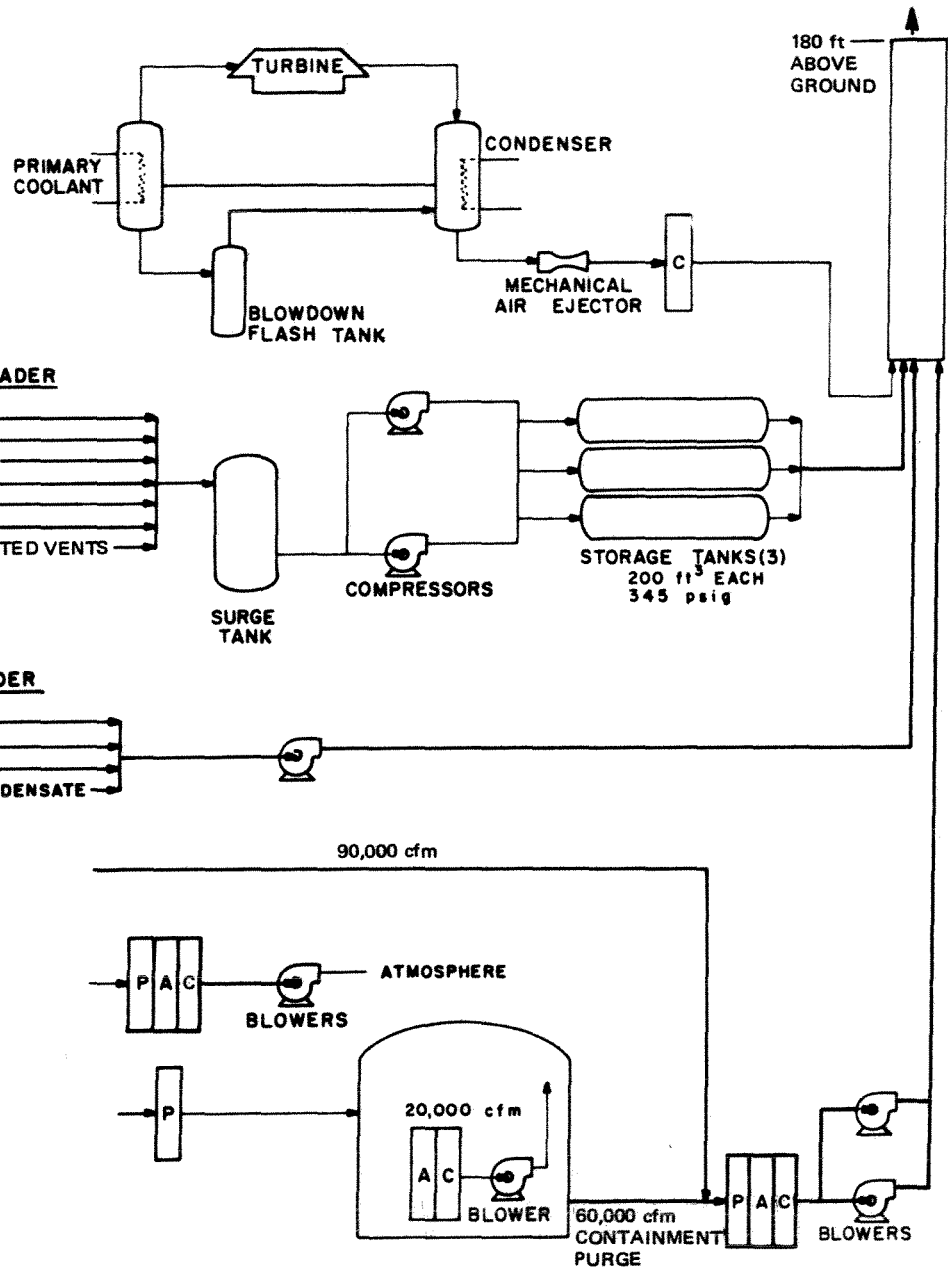 180 ft
ABOVE
GROUND
TURBINE
PRIMARY
COOLANT
CONDENSER
C
MECHANICAL
AIR EJECTOR
BLOWDOWN
FLASH TANK
ADER
TED VENTS
SURGE
TANK
COMPRESSORS
STORAGE TANKS(3)
200 ft³ EACH
345 psig
DER
DENSATE
90,000 cfm
P A C
ATMOSPHERE
BLOWERS
P
20,000 cfm
A C
BLOWER
60,000 cfm
CONTAINMENT
PURGE
P A C
BLOWERS